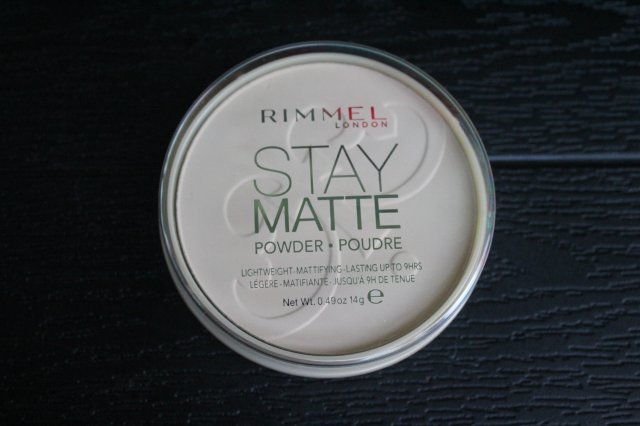 RIMMEL
LONDON
STAY
MATTE
POWDER • POUDRE
LIGHTWEIGHT-MATTIFYING-LASTING UP TO 9HRS
LÉGÈRE-MATIFIANTE-JUSQU'À 9H DE TENUE
Net Wt. 0.49oz 14g ℮